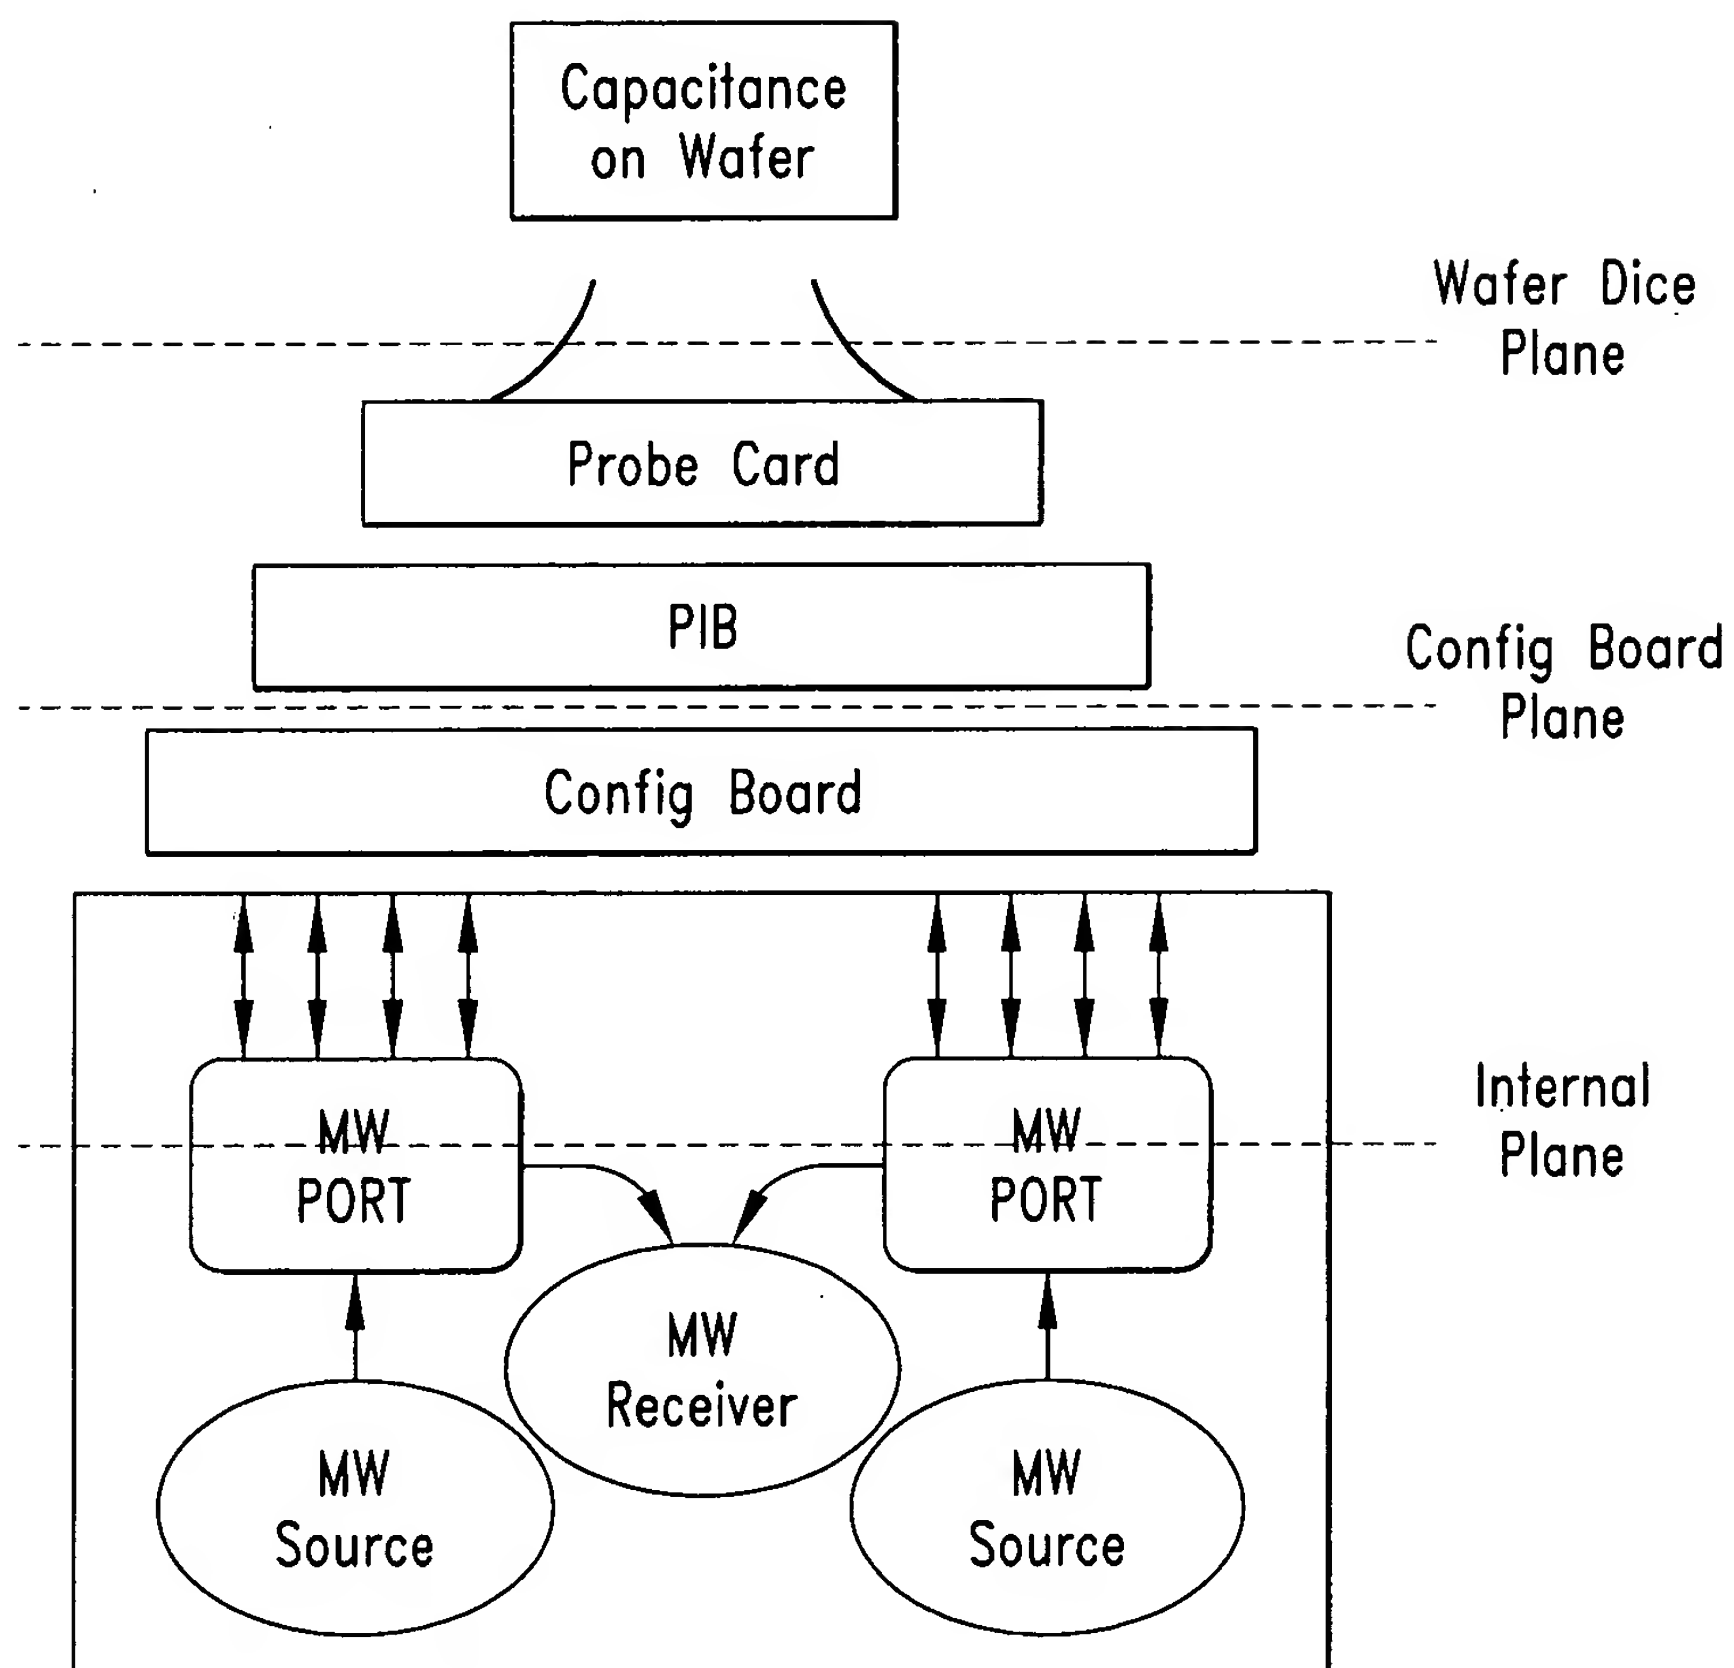 Capacitance
on Wafer
Wafer Dice
Plane
Probe Card
PIB
Config Board
Plane
Config Board
Internal
Plane
MW
PORT
MW
PORT
MW
Receiver
MW
Source
MW
Source